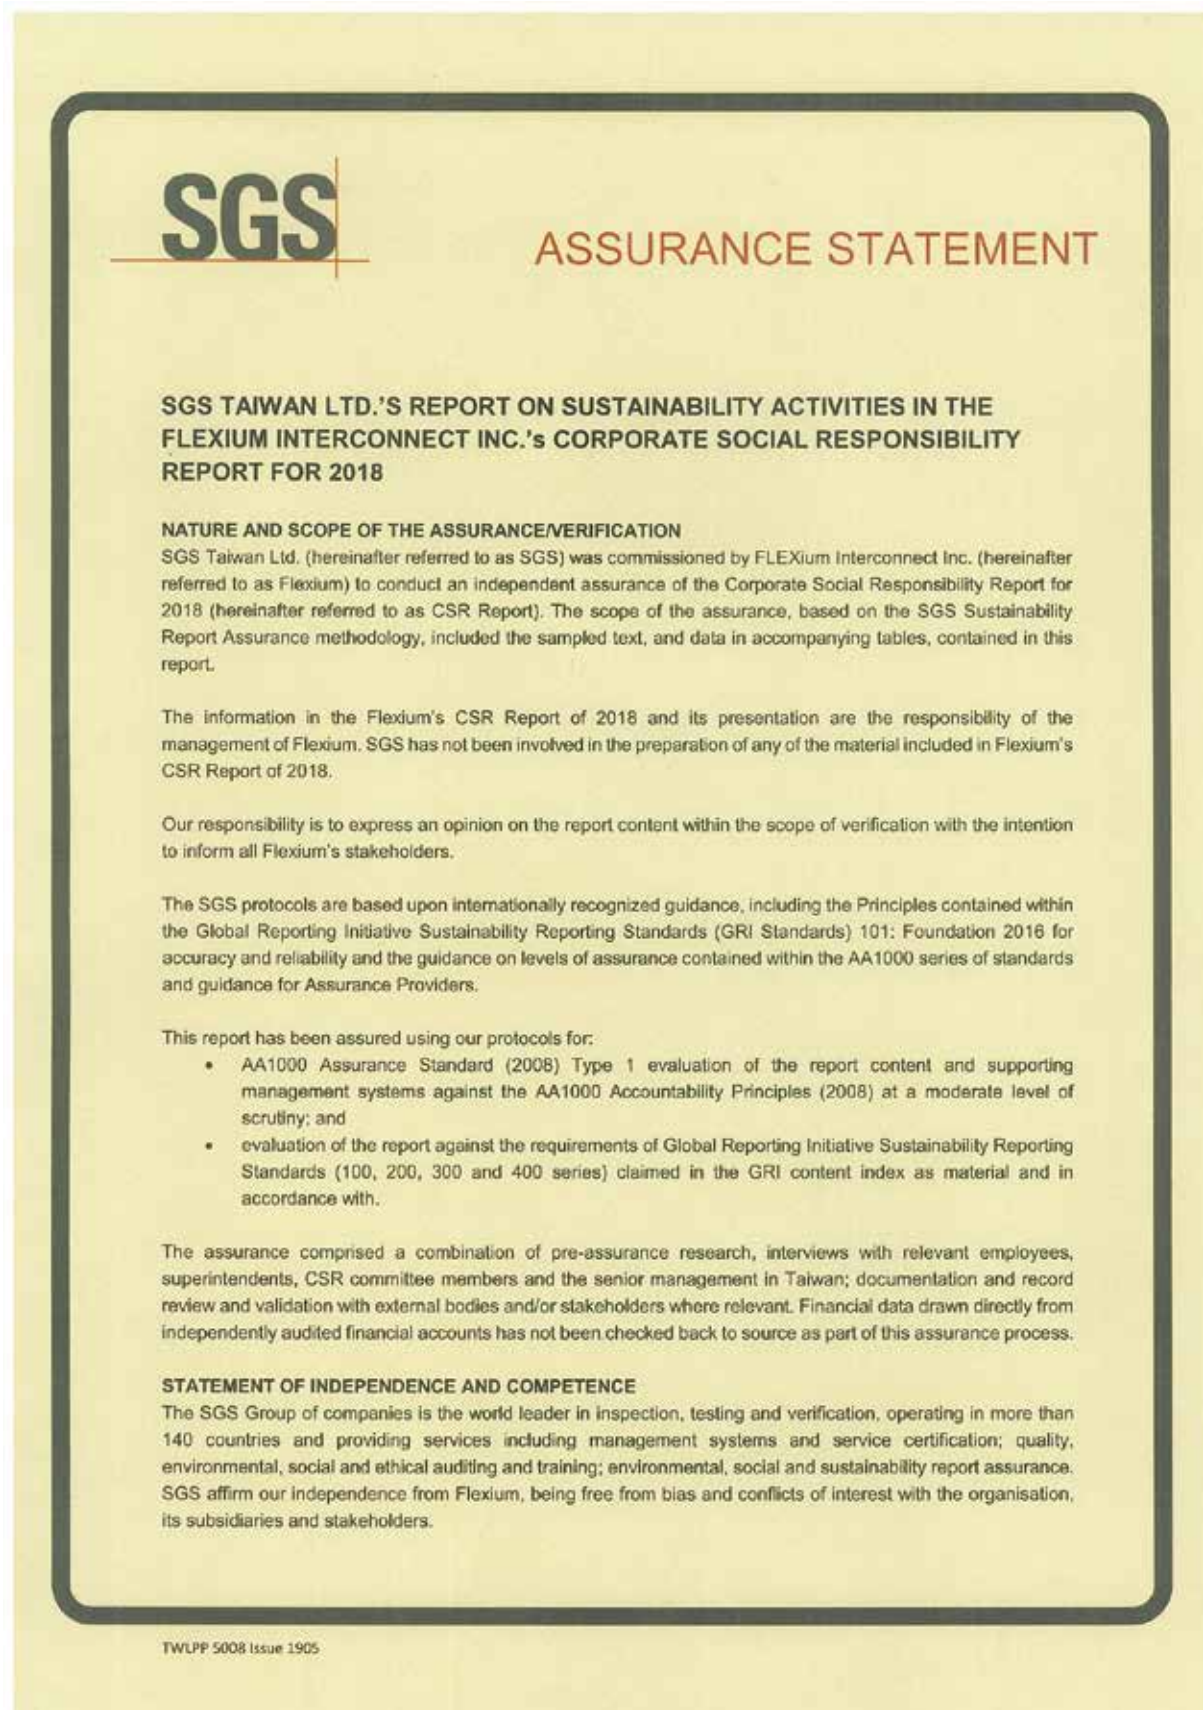 SGS
ASSURANCE STATEMENT
SGS TAIWAN LTD.'S REPORT ON SUSTAINABILITY ACTIVITIES IN THE
FLEXIUM INTERCONNECT INC.'s CORPORATE SOCIAL RESPONSIBILITY
REPORT FOR 2018
NATURE AND SCOPE OF THE ASSURANCE/VERIFICATION
SGS Taiwan Ltd. (hereinafter referred to as SGS) was commissioned by FLEXium Interconnect Inc. (hereinafter
referred to as Flexium) to conduct an independent assurance of the Corporate Social Responsibility Report for
2018 (hereinafter referred to as CSR Report). The scope of the assurance, based on the SGS Sustainability
Report Assurance methodology, included the sampled text, and data in accompanying tables, contained in this
report.
The information in the Flexium's CSR Report of 2018 and its presentation are the responsibility of the
management of Flexium. SGS has not been involved in the preparation of any of the material included in Flexium's
CSR Report of 2018.
Our responsibility is to express an opinion on the report content within the scope of verification with the intention
to inform all Flexium's stakeholders.
The SGS protocols are based upon internationally recognized guidance, including the Principles contained within
the Global Reporting Initiative Sustainability Reporting Standards (GRI Standards) 101: Foundation 2016 for
accuracy and reliability and the guidance on levels of assurance contained within the AA1000 series of standards
and guidance for Assurance Providers.
This report has been assured using our protocols for:
• AA1000 Assurance Standard (2008) Type 1 evaluation of the report content and supporting
management systems against the AA1000 Accountability Principles (2008) at a moderate level of
scrutiny; and
• evaluation of the report against the requirements of Global Reporting Initiative Sustainability Reporting
Standards (100, 200, 300 and 400 series) claimed in the GRI content index as material and in
accordance with.
The assurance comprised a combination of pre-assurance research, interviews with relevant employees,
superintendents, CSR committee members and the senior management in Taiwan; documentation and record
review and validation with external bodies and/or stakeholders where relevant. Financial data drawn directly from
independently audited financial accounts has not been checked back to source as part of this assurance process.
STATEMENT OF INDEPENDENCE AND COMPETENCE
The SGS Group of companies is the world leader in inspection, testing and verification, operating in more than
140 countries and providing services including management systems and service certification; quality,
environmental, social and ethical auditing and training; environmental, social and sustainability report assurance.
SGS affirm our independence from Flexium, being free from bias and conflicts of interest with the organisation,
its subsidiaries and stakeholders.
TWLPP 5008 Issue 1905